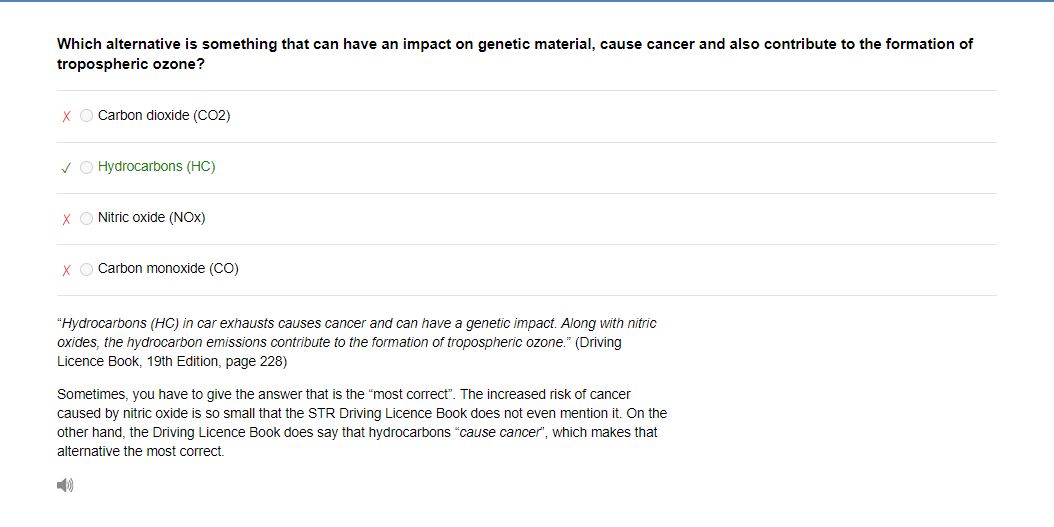 Which alternative is something that can have an impact on genetic material, cause cancer and also contribute to the formation of
tropospheric ozone?
X Carbon dioxide (CO2)
✓ Hydrocarbons (HC)
X Nitric oxide (NOx)
X Carbon monoxide (CO)
“Hydrocarbons (HC) in car exhausts causes cancer and can have a genetic impact. Along with nitric
oxides, the hydrocarbon emissions contribute to the formation of tropospheric ozone.” (Driving
Licence Book, 19th Edition, page 228)
Sometimes, you have to give the answer that is the “most correct”. The increased risk of cancer
caused by nitric oxide is so small that the STR Driving Licence Book does not even mention it. On the
other hand, the Driving Licence Book does say that hydrocarbons “cause cancer”, which makes that
alternative the most correct.